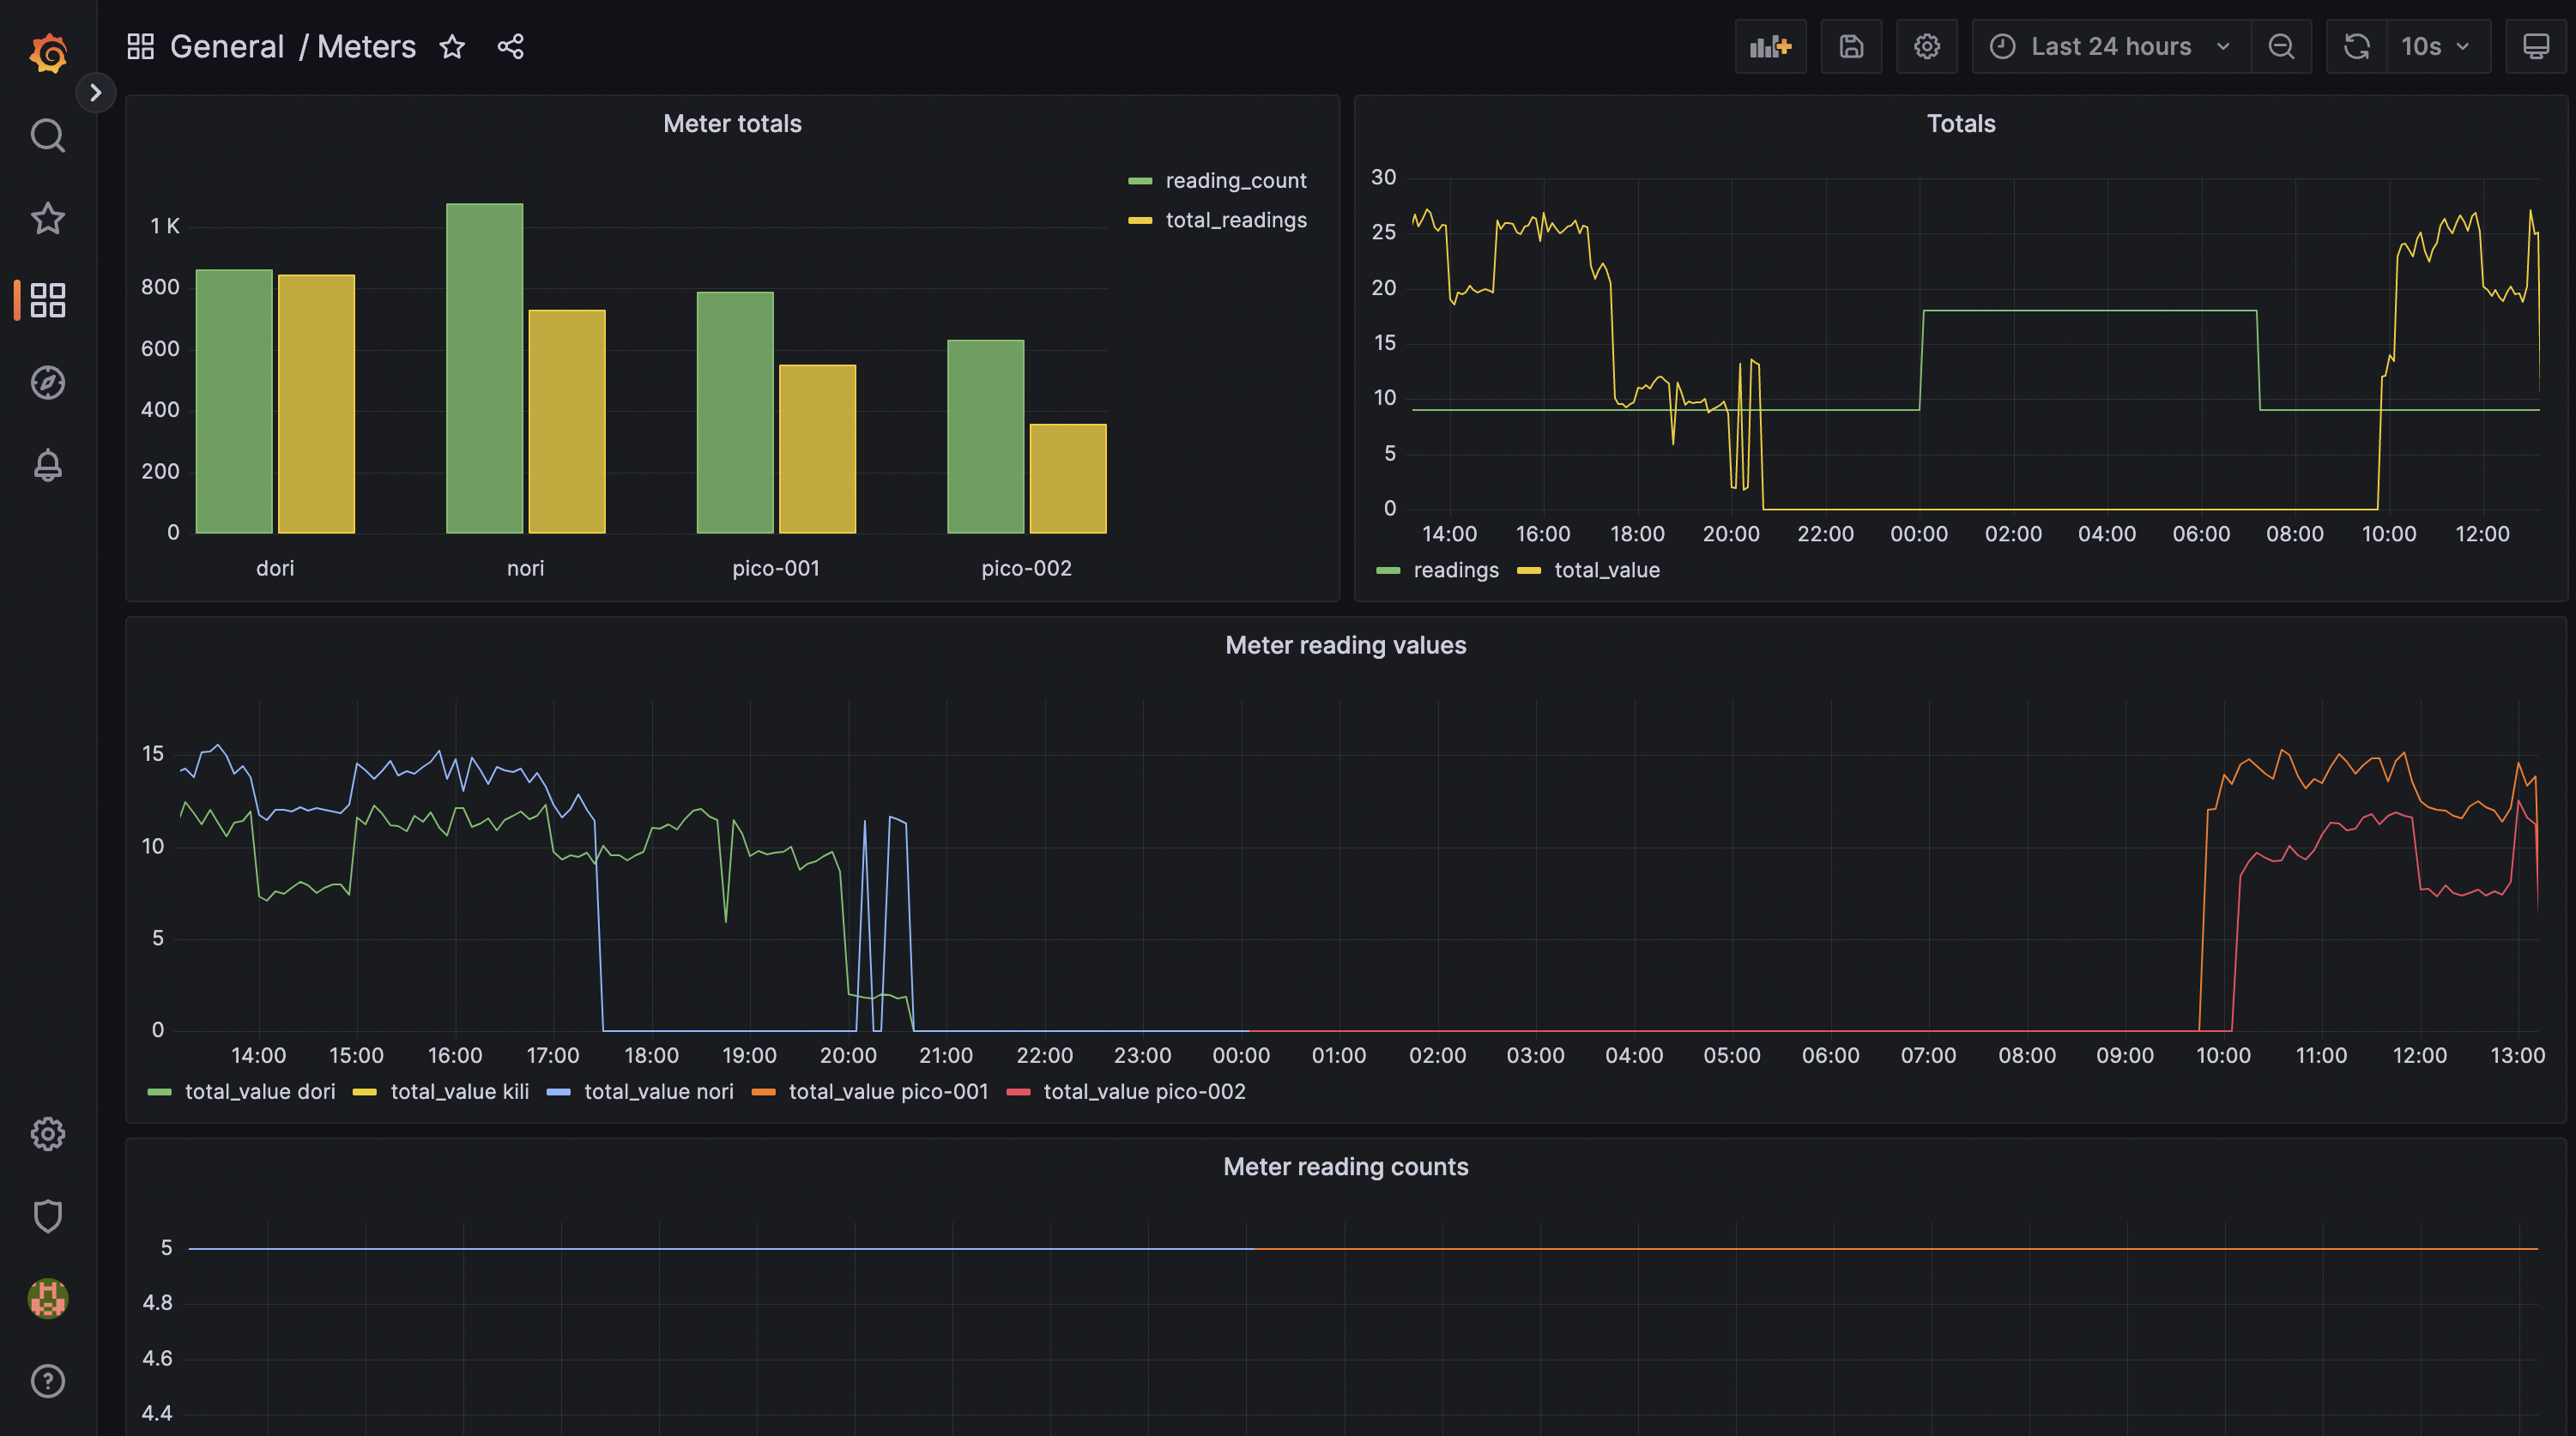 General / Meters
Last 24 hours
10s
Meter totals
reading_count
total_readings
1 K
800
600
400
200
0
dori nori pico-001 pico-002
Totals
30
25
20
15
10
5
0
14:00 16:00 18:00 20:00 22:00 00:00 02:00 04:00 06:00 08:00 10:00 12:00
readings total_value
Meter reading values
15
10
5
0
14:00 15:00 16:00 17:00 18:00 19:00 20:00 21:00 22:00 23:00 00:00 01:00 02:00 03:00 04:00 05:00 06:00 07:00 08:00 09:00 10:00 11:00 12:00 13:00
total_value dori total_value kili total_value nori total_value pico-001 total_value pico-002
Meter reading counts
5
4.8
4.6
4.4